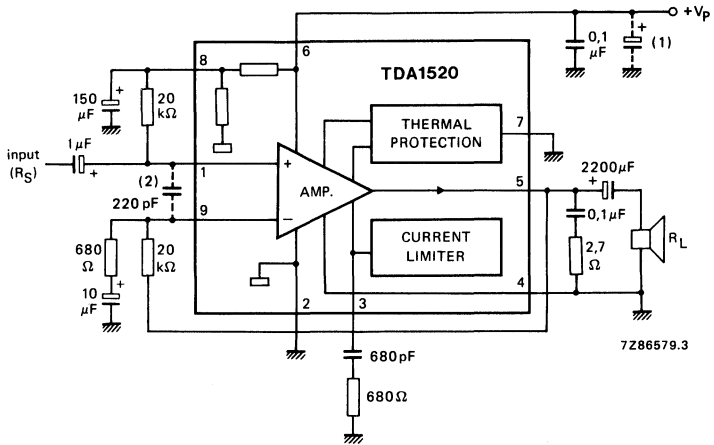 +VP
6
8
0,1
μF
+
(1)
TDA1520
150
μF
+
20
kΩ
THERMAL
PROTECTION
7
1μF
+
input
(RS)
+
1
(2)
220 pF
AMP.
5
2200μF
+
9
−
0,1μF
680
Ω
20
kΩ
CURRENT
LIMITER
2,7
Ω
RL
10
μF
+
4
2
3
7Z86579.3
680pF
680Ω